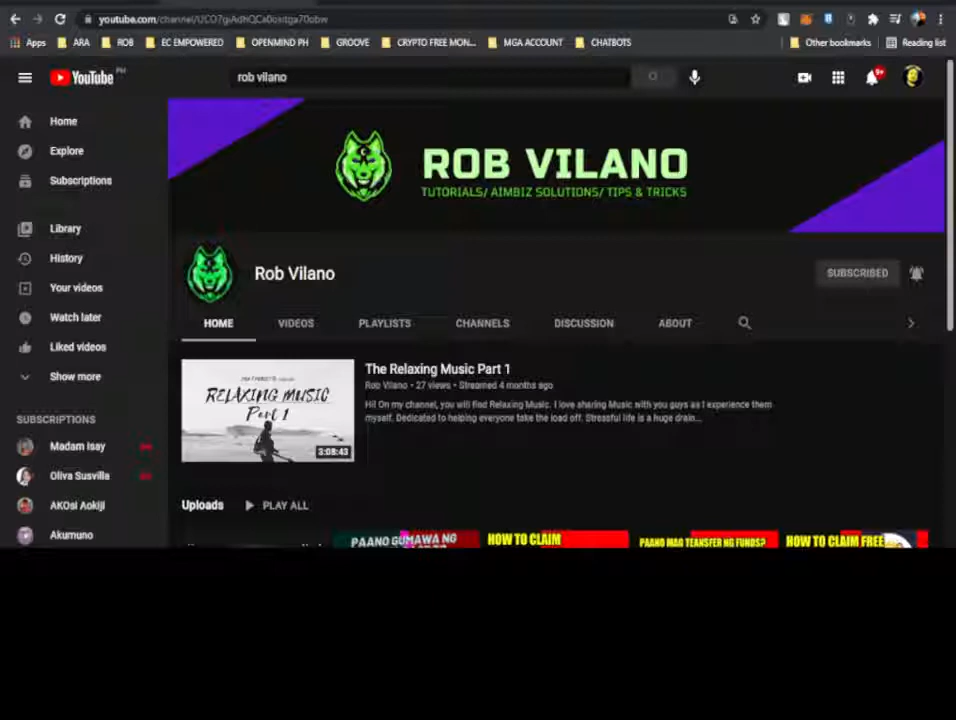 youtube.com/channel/
Apps ARA ROB EC EMPOWERED OPENMIND PH GROOVE CRYPTO FREE MON... MGA ACCOUNT CHATBOTS Other bookmarks Reading list
YouTube PH
rob vilano
9+
Home
Explore
Subscriptions
Library
History
Your videos
Watch later
Liked videos
Show more
SUBSCRIPTIONS
Madam Isay
Oliva Susvilla
AKOsi Aokiji
Akumuno
ROB VILANO
TUTORIALS/ AIMBIZ SOLUTIONS/ TIPS & TRICKS
Rob Vilano
SUBSCRIBED
HOME VIDEOS PLAYLISTS CHANNELS DISCUSSION ABOUT
RELAXING MUSIC
Part 1
3:08:43
The Relaxing Music Part 1
Rob Vilano • 27 views • Streamed 4 months ago
Hi! On my channel, you will find Relaxing Music. I love sharing Music with you guys as I experience them
myself. Dedicated to helping everyone take the load off. Stressful life is a huge drain...
Uploads PLAY ALL
PAANO GUMAWA NG
HOW TO CLAIM
PAANO MAG TRANSFER NG FUNDS?
HOW TO CLAIM FREE